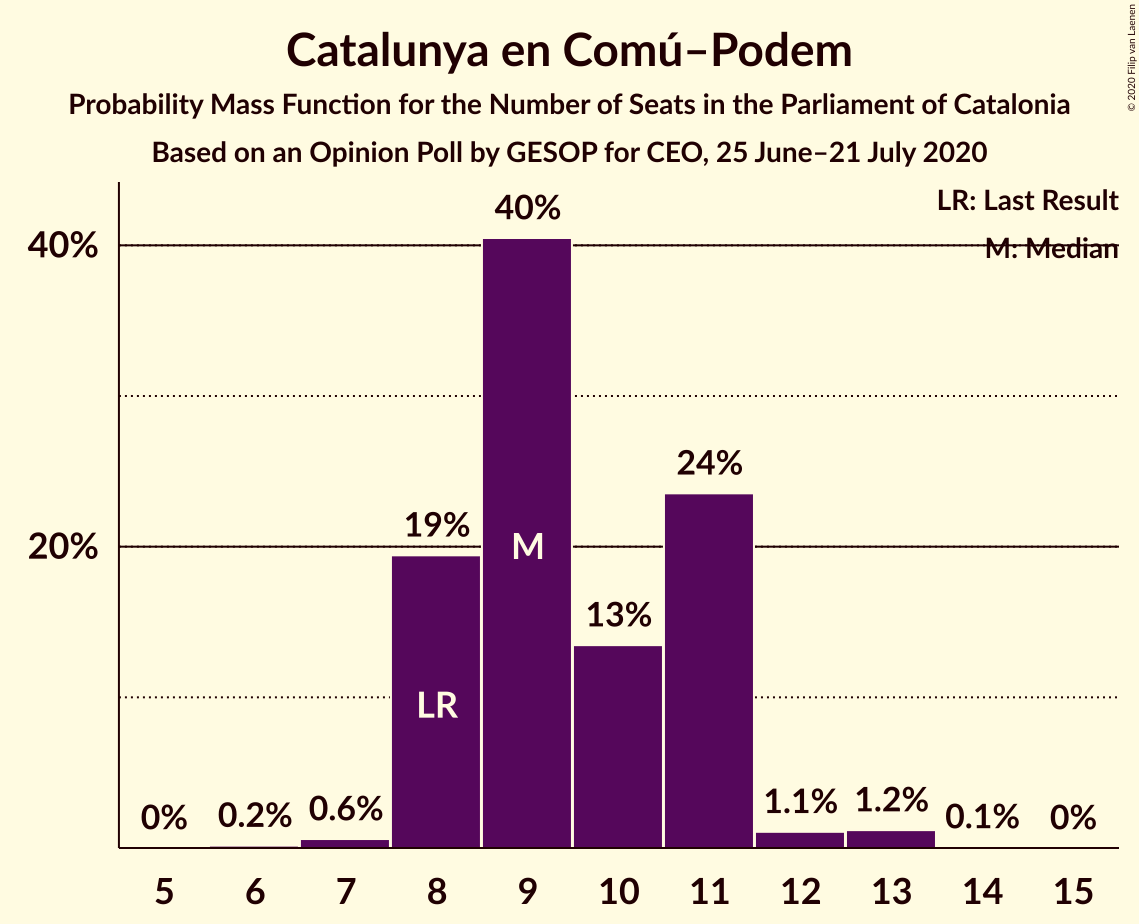 Catalunya en Comú–Podem
Probability Mass Function for the Number of Seats in the Parliament of Catalonia
Based on an Opinion Poll by GESOP for CEO, 25 June–21 July 2020
© 2020 Filip van Laenen
LR: Last Result
M: Median
40%
20%
0%
0.2%
0.6%
19%
40%
13%
24%
1.1%
1.2%
0.1%
0%
LR
M
5 6 7 8 9 10 11 12 13 14 15